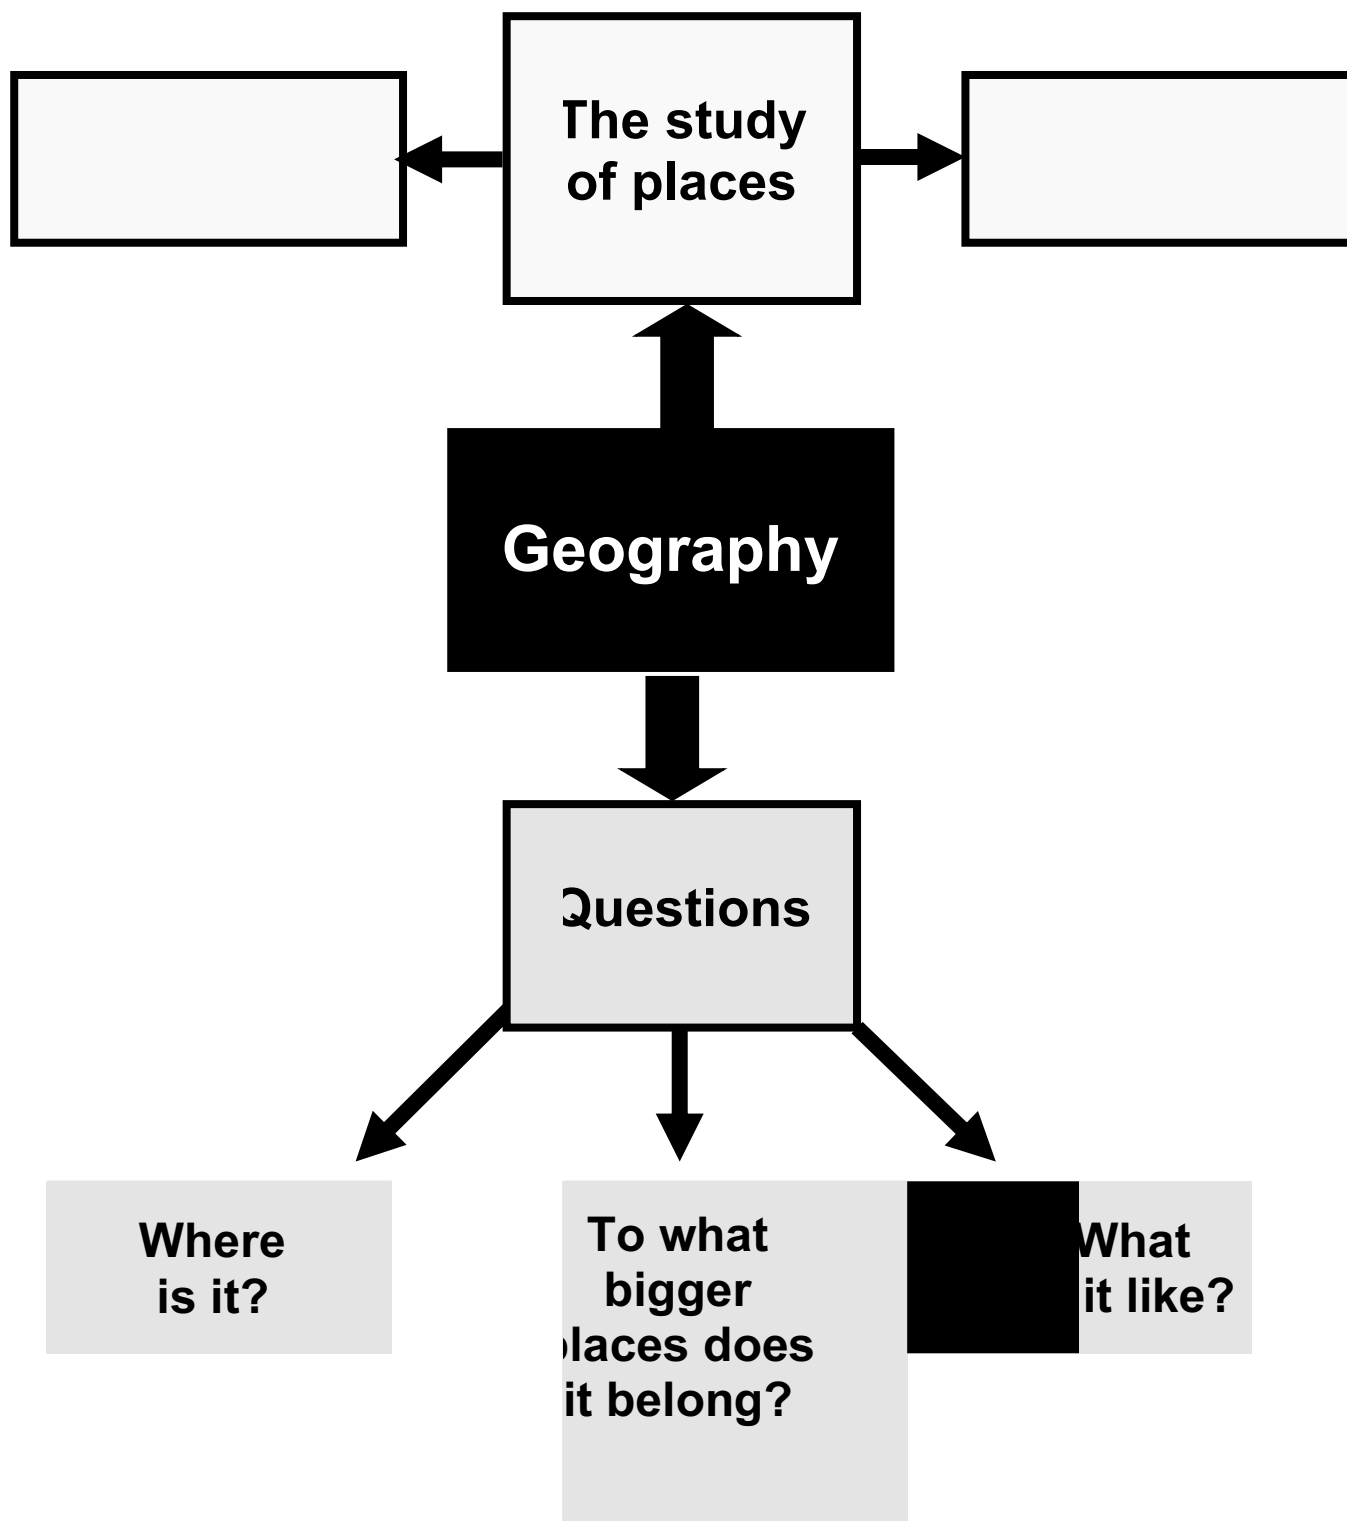 The study
of places
Geography
Questions
Where
is it?
To what
bigger
places does
it belong?
What
it like?